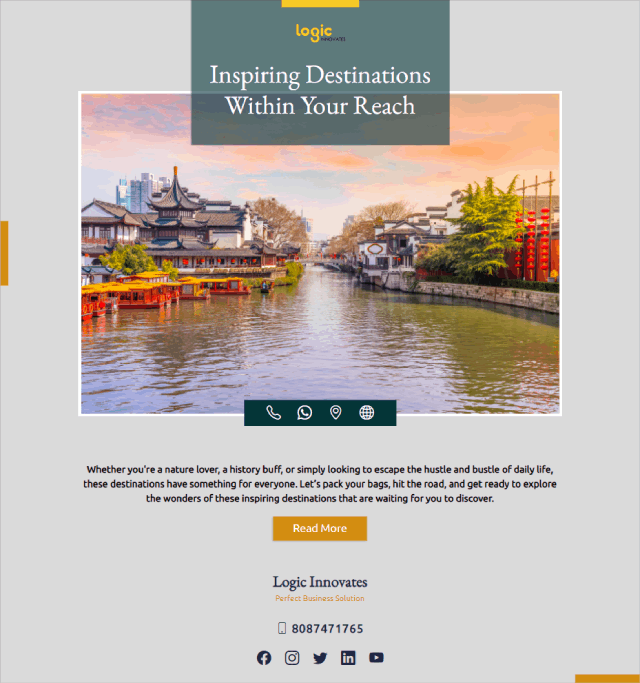 logic
INNOVATES
Inspiring Destinations
Within Your Reach
Whether you're a nature lover, a history buff, or simply looking to escape the hustle and bustle of daily life,
these destinations have something for everyone. Let's pack your bags, hit the road, and get ready to explore
the wonders of these inspiring destinations that are waiting for you to discover.
Read More
Logic Innovates
Perfect Business Solution
8087471765